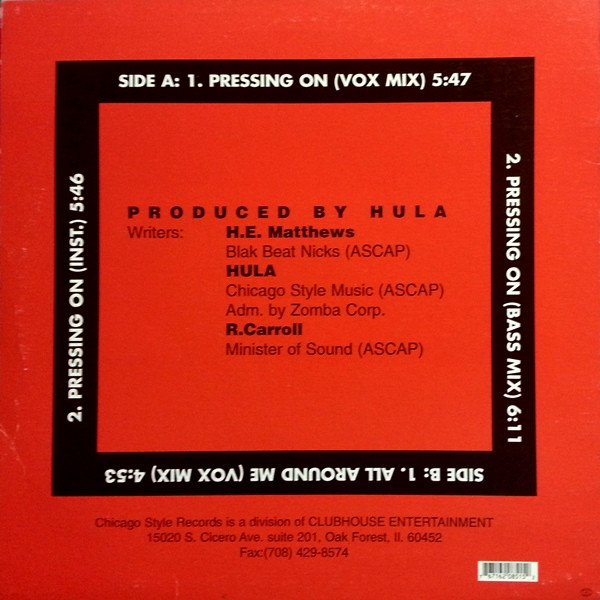 SIDE A: 1. PRESSING ON (VOX MIX) 5:47
2. PRESSING ON (BASS MIX) 6:11
SIDE B: 1. ALL AROUND ME (VOX MIX) 4:53
2. PRESSING ON (INST.) 5:46
PRODUCED BY HULA
Writers: H.E. Matthews
Blak Beat Nicks (ASCAP)
HULA
Chicago Style Music (ASCAP)
Adm. by Zomba Corp.
R.Carroll
Minister of Sound (ASCAP)
Chicago Style Records is a division of CLUBHOUSE ENTERTAINMENT
15020 S. Cicero Ave. suite 201, Oak Forest, Il. 60452
Fax:(708) 429-8574